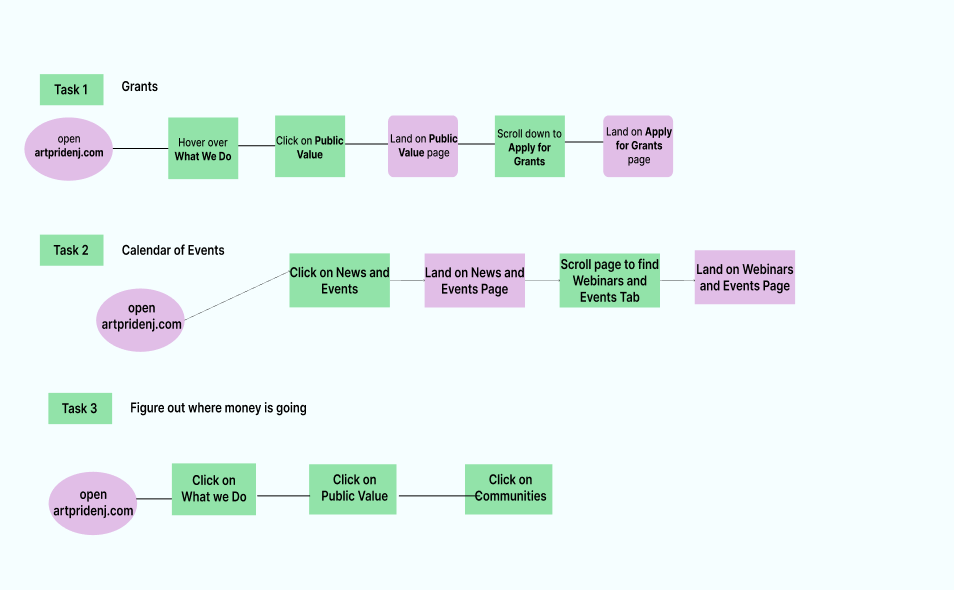 Task 1
Grants
open
artpridenj.com
Hover over
What We Do
Click on Public
Value
Land on Public
Value page
Scroll down to
Apply for
Grants
Land on Apply
for Grants
page
Task 2
Calendar of Events
open
artpridenj.com
Click on News and
Events
Land on News and
Events Page
Scroll page to find
Webinars and
Events Tab
Land on Webinars
and Events Page
Task 3
Figure out where money is going
open
artpridenj.com
Click on
What we Do
Click on
Public Value
Click on
Communities